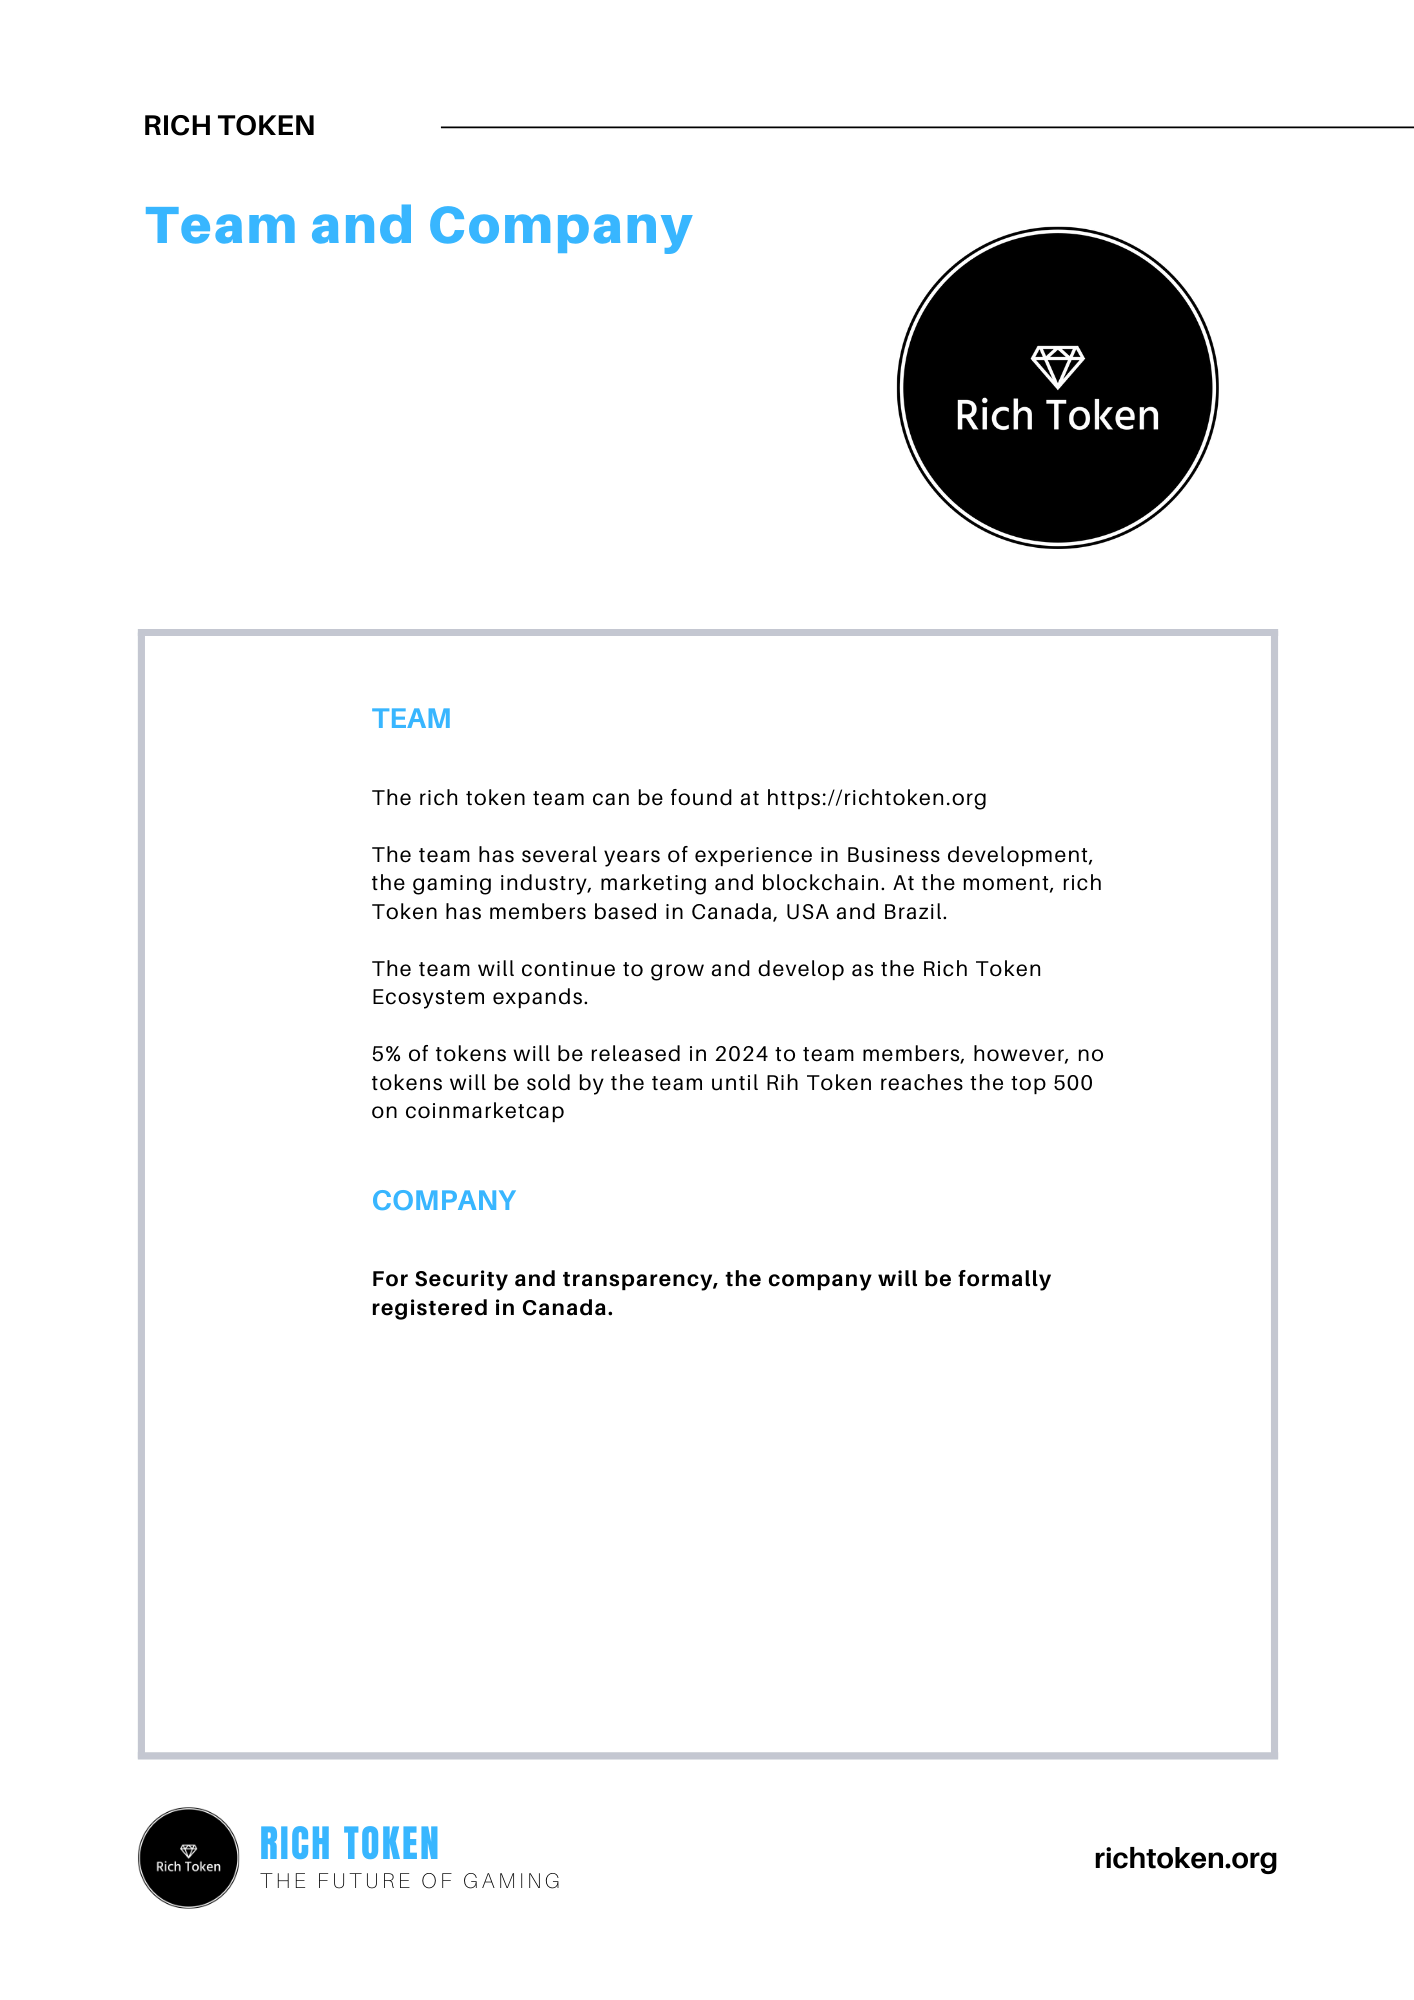 RICH TOKEN
Team and Company
Rich Token
TEAM
The rich token team can be found at https://richtoken.org
The team has several years of experience in Business development,
the gaming industry, marketing and blockchain. At the moment, rich
Token has members based in Canada, USA and Brazil.
The team will continue to grow and develop as the Rich Token
Ecosystem expands.
5% of tokens will be released in 2024 to team members, however, no
tokens will be sold by the team until Rih Token reaches the top 500
on coinmarketcap
COMPANY
For Security and transparency, the company will be formally
registered in Canada.
Rich Token
RICH TOKEN
THE FUTURE OF GAMING
richtoken.org